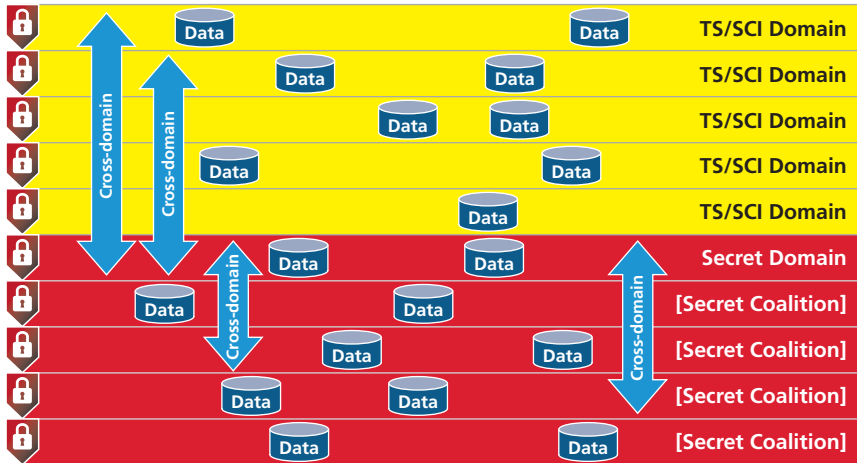 Data Data TS/SCI Domain
Data Data TS/SCI Domain
Data Data TS/SCI Domain
Data Data TS/SCI Domain
Data TS/SCI Domain
Cross-domain
Cross-domain
Data Data Secret Domain
Data Data [Secret Coalition]
Data Data [Secret Coalition]
Data Data [Secret Coalition]
Data Data [Secret Coalition]
Cross-domain
Cross-domain